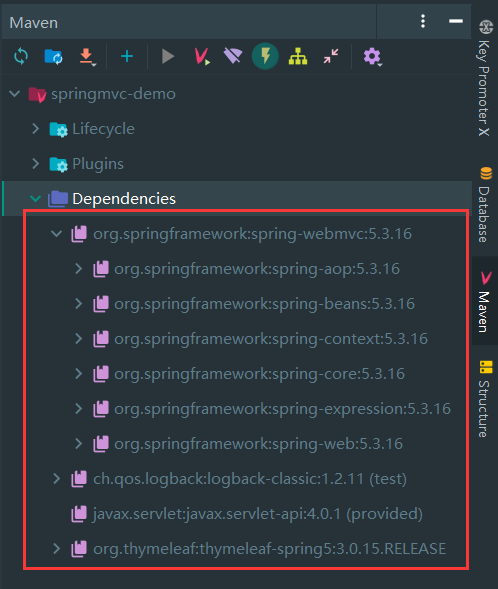 Maven
springmvc-demo
Lifecycle
Plugins
Dependencies
org.springframework:spring-webmvc:5.3.16
org.springframework:spring-aop:5.3.16
org.springframework:spring-beans:5.3.16
org.springframework:spring-context:5.3.16
org.springframework:spring-core:5.3.16
org.springframework:spring-expression:5.3.16
org.springframework:spring-web:5.3.16
ch.qos.logback:logback-classic:1.2.11 (test)
javax.servlet:javax.servlet-api:4.0.1 (provided)
org.thymeleaf:thymeleaf-spring5:3.0.15.RELEASE
Key Promoter X
Database
Maven
Structure